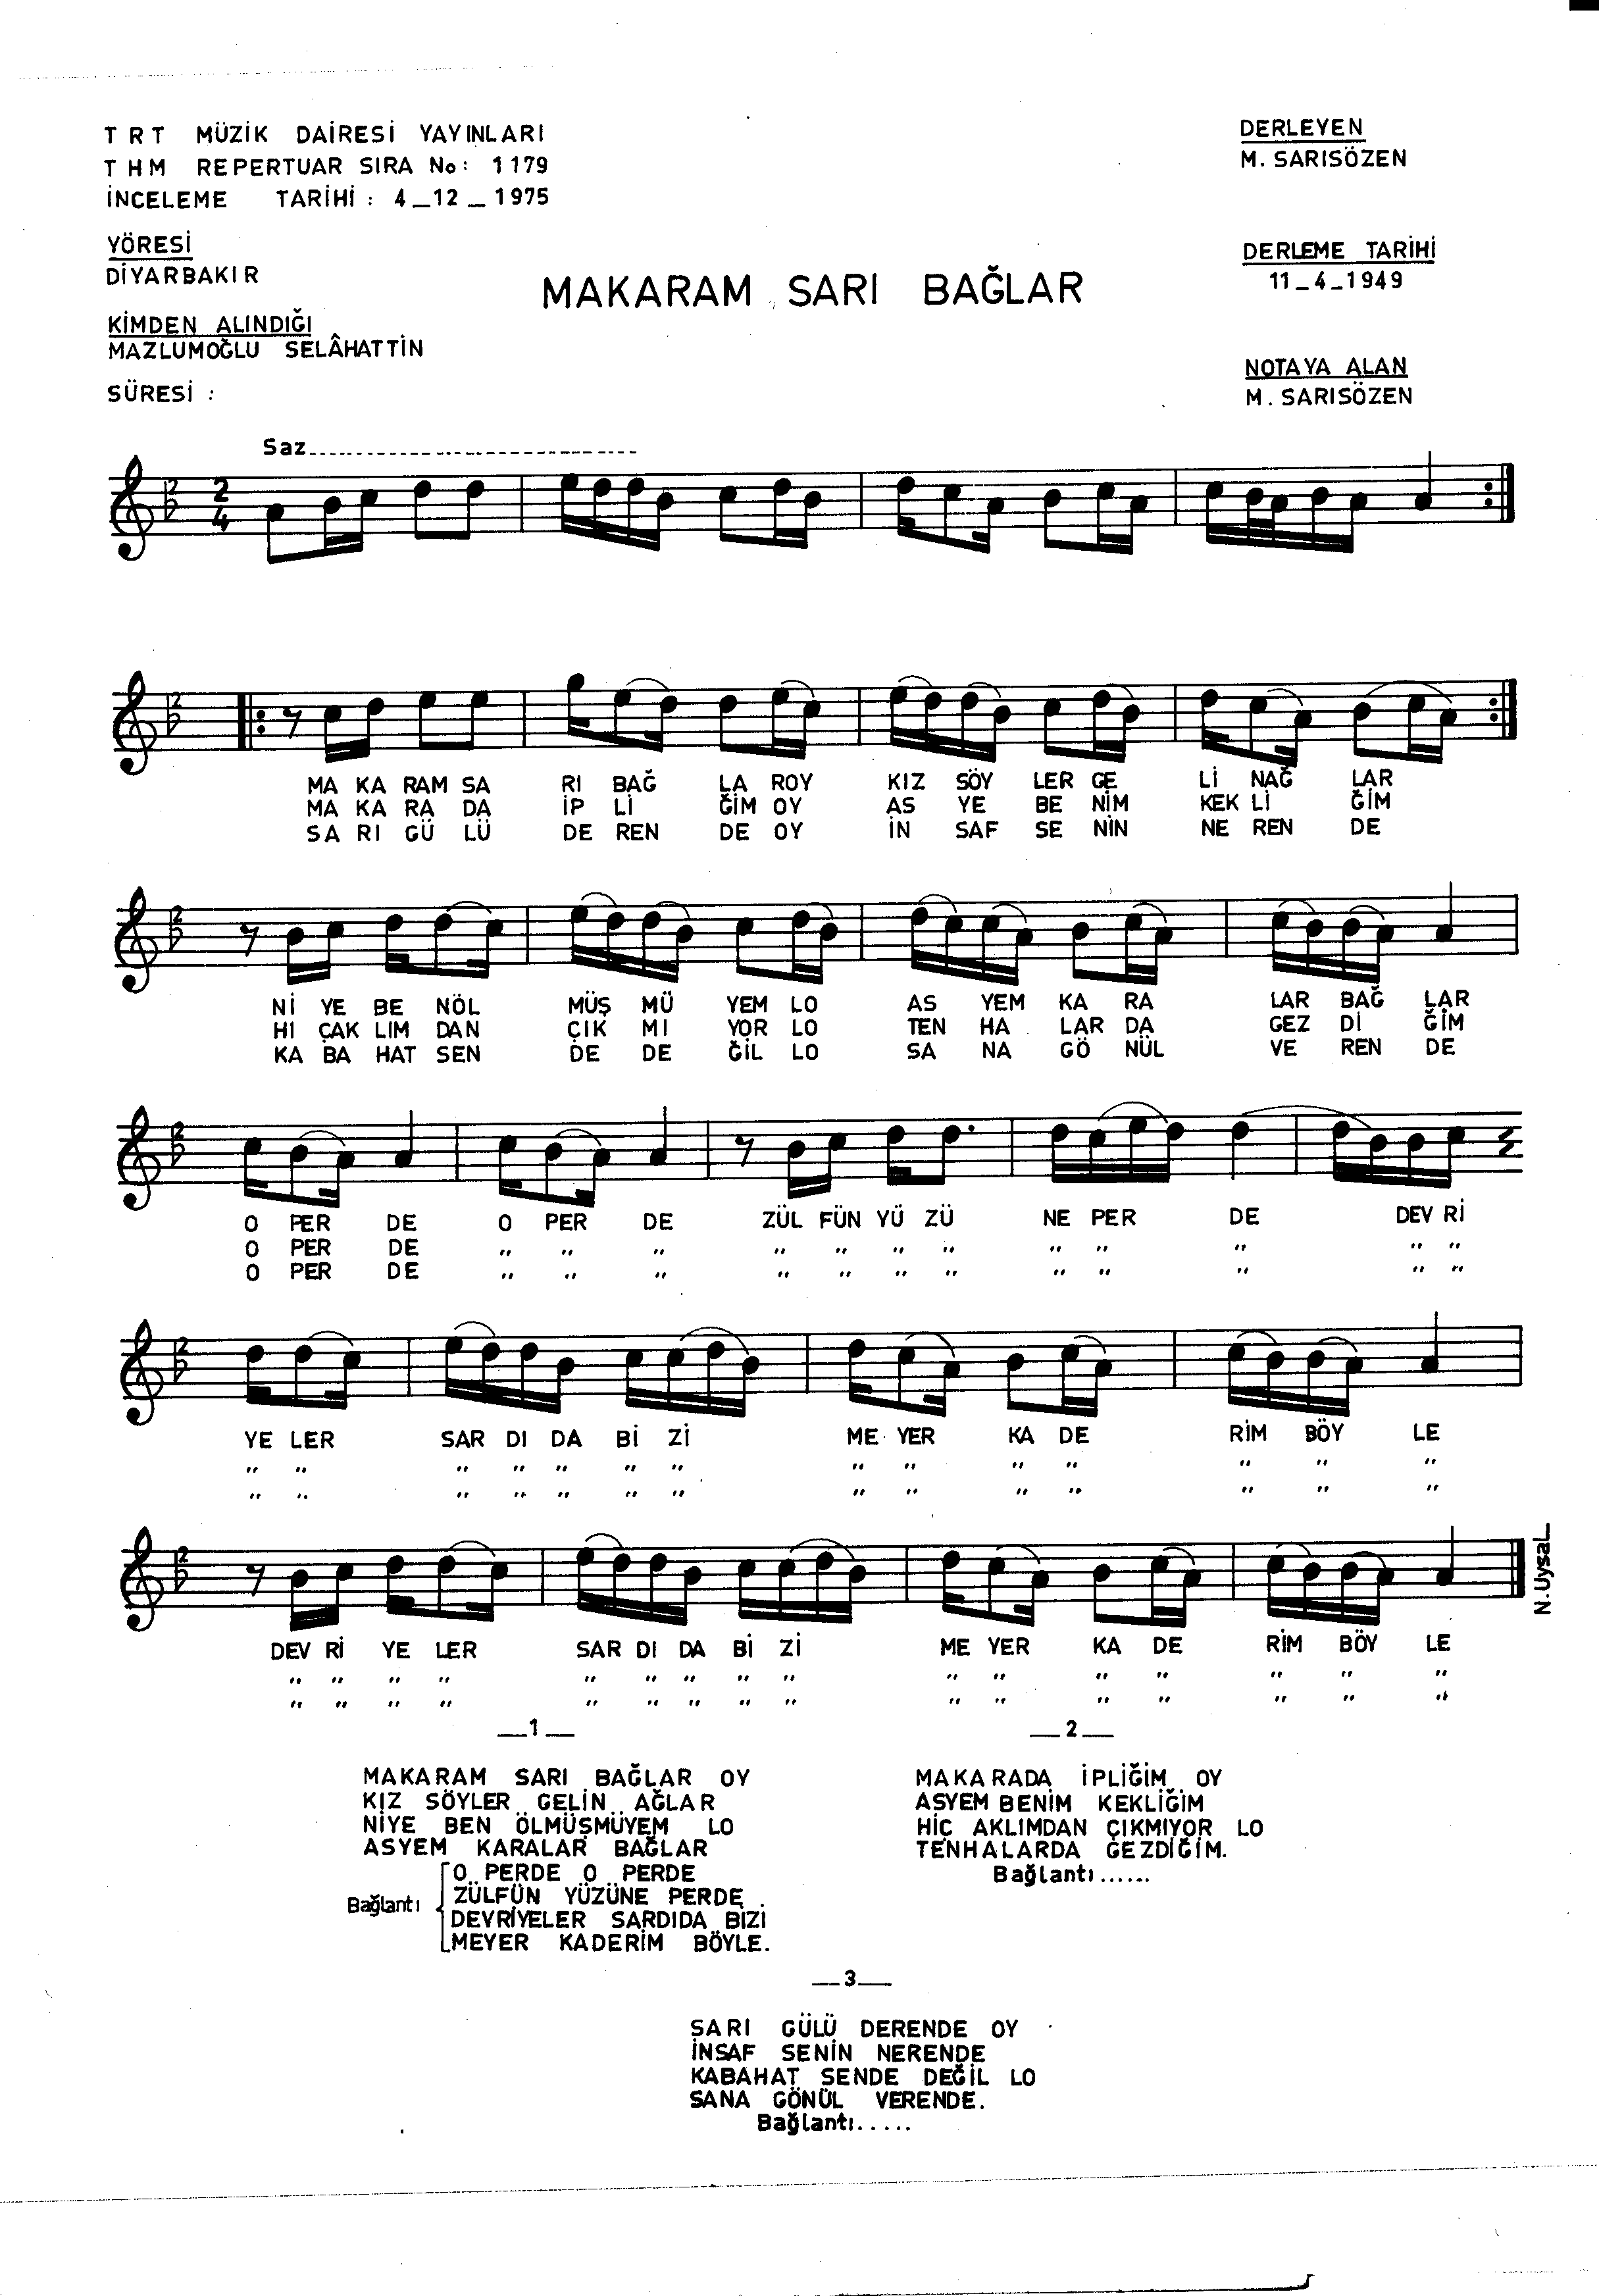 TRT MÜZİK DAİRESİ YAYINLARI
THM REPERTUAR SIRA No: 1179
İNCELEME TARİHİ: 4_12_1975
DERLEYEN
M. SARISÖZEN
YÖRESİ
DİYARBAKIR
DERLEME TARİHİ
11_4_1949
MAKARAM SARI BAĞLAR
KİMDEN ALINDIĞI
MAZLUMOĞLU SELÂHATTİN
NOTAYA ALAN
M. SARISÖZEN
SÜRESİ :
Saz
2
4
MA KA RAM SA RI BAĞ LA ROY KIZ SÖY LER GE Lİ NAĞ LAR
MA KA RA DA İP Lİ ĞİM OY AS YE BE NİM KEK Lİ ĞİM
SA RI GÜ LÜ DE REN DE OY İN SAF SE NİN NE REN DE
Nİ YE BE NÖL MÜŞ MÜ YEM LO AS YEM KA RA LAR BAĞ LAR
Hİ ÇAK LIM DAN ÇIK MI YOR LO TEN HA LAR DA GEZ Dİ ĞİM
KA BA HAT SEN DE DE ĞİL LO SA NA GÖ NÜL VE REN DE
O PER DE O PER DE ZÜL FÜN YÜ ZÜ NE PER DE DEV Rİ
O PER DE " " " " " " " " " " " "
O PER DE " " " " " " " " " " " "
YE LER SAR DI DA Bİ Zİ ME YER KA DE RİM BÖY LE
" " " " " " " " " " " " " "
" " " " " " " " " " " " " "
DEV Rİ YE LER SAR DI DA Bİ Zİ ME YER KA DE RİM BÖY LE
" " " " " " " " " " " " " " " "
" " " " " " " " " " " " " " " "
N.Uysal
__1__
MAKARAM SARI BAĞLAR OY
KIZ SÖYLER GELİN AĞLAR
NİYE BEN ÖLMÜŞMÜYEM LO
ASYEM KARALAR BAĞLAR
Bağlantı
O PERDE O PERDE
ZÜLFÜN YÜZÜNE PERDE
DEVRİYELER SARDIDA BİZİ
MEYER KADERİM BÖYLE.
__2__
MAKARADA İPLİĞİM OY
ASYEM BENİM KEKLİĞİM
HİÇ AKLIMDAN ÇIKMIYOR LO
TENHALARDA GEZDİĞİM.
Bağlantı......
__3__
SARI GÜLÜ DERENDE OY
İNSAF SENİN NERENDE
KABAHAT SENDE DEĞİL LO
SANA GÖNÜL VERENDE.
Bağlantı.....